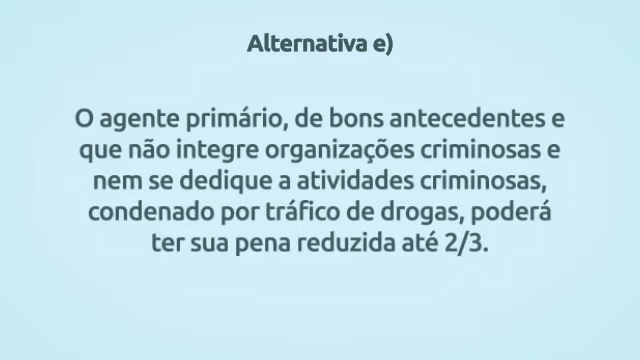 Alternativa e)
O agente primário, de bons antecedentes e
que não integre organizações criminosas e
nem se dedique a atividades criminosas,
condenado por tráfico de drogas, poderá
ter sua pena reduzida até 2/3.